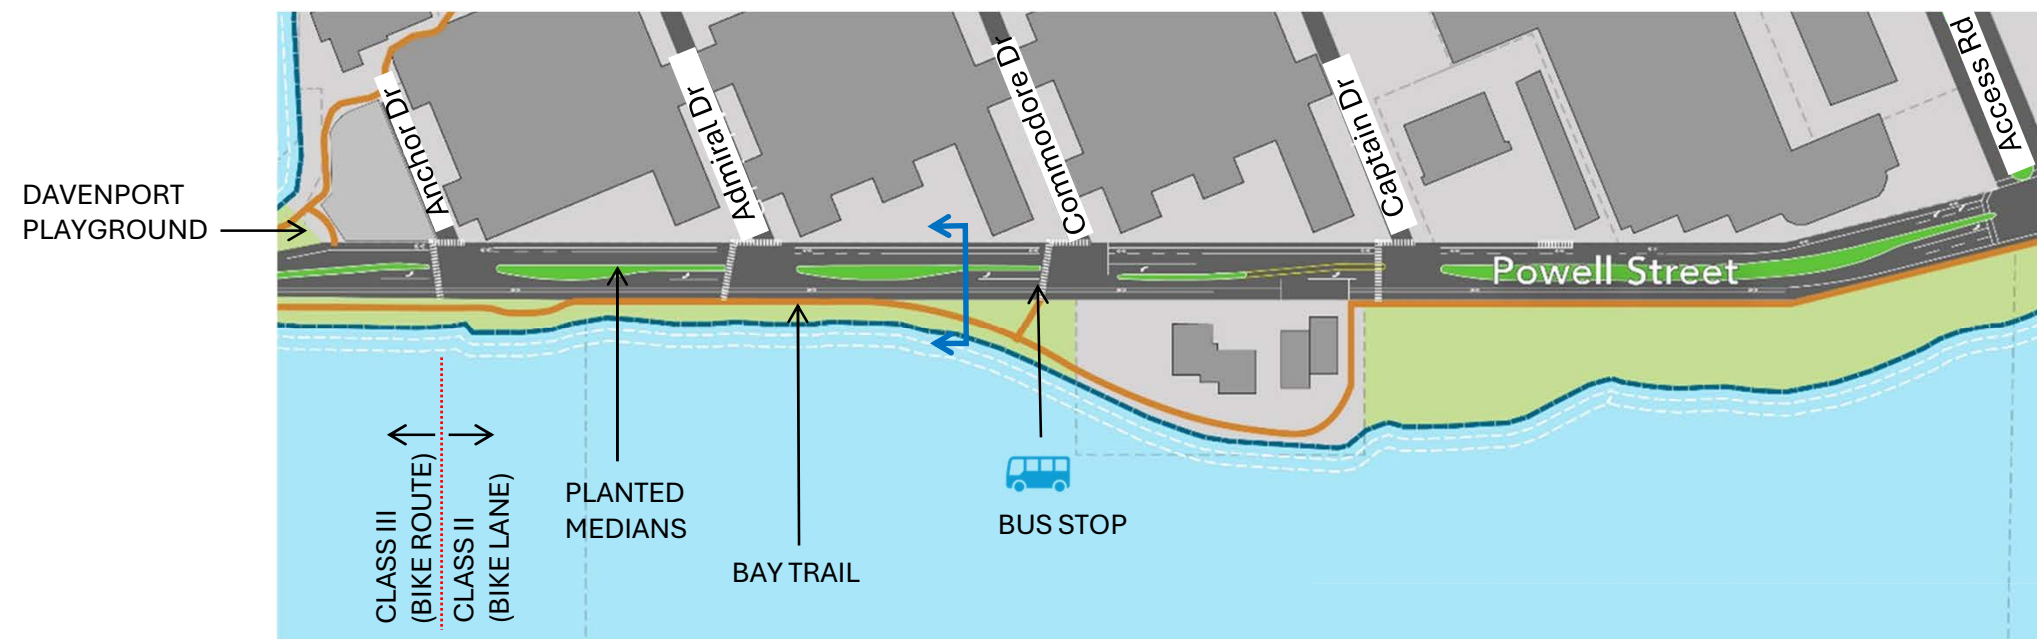 DAVENPORT
PLAYGROUND
Anchor Dr
Admiral Dr
Commodore Dr
Captain Dr
Access Rd
Powell Street
CLASS III
(BIKE ROUTE)
CLASS II
(BIKE LANE)
PLANTED
MEDIANS
BAY TRAIL
BUS STOP